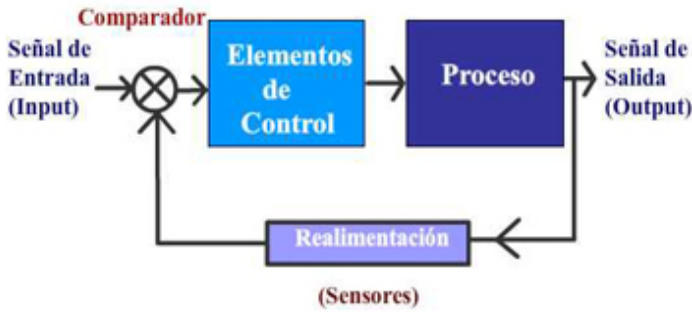 Comparador
Señal de
Entrada
(Input)
Elementos
de
Control
Proceso
Señal de
Salida
(Output)
Realimentación
(Sensores)